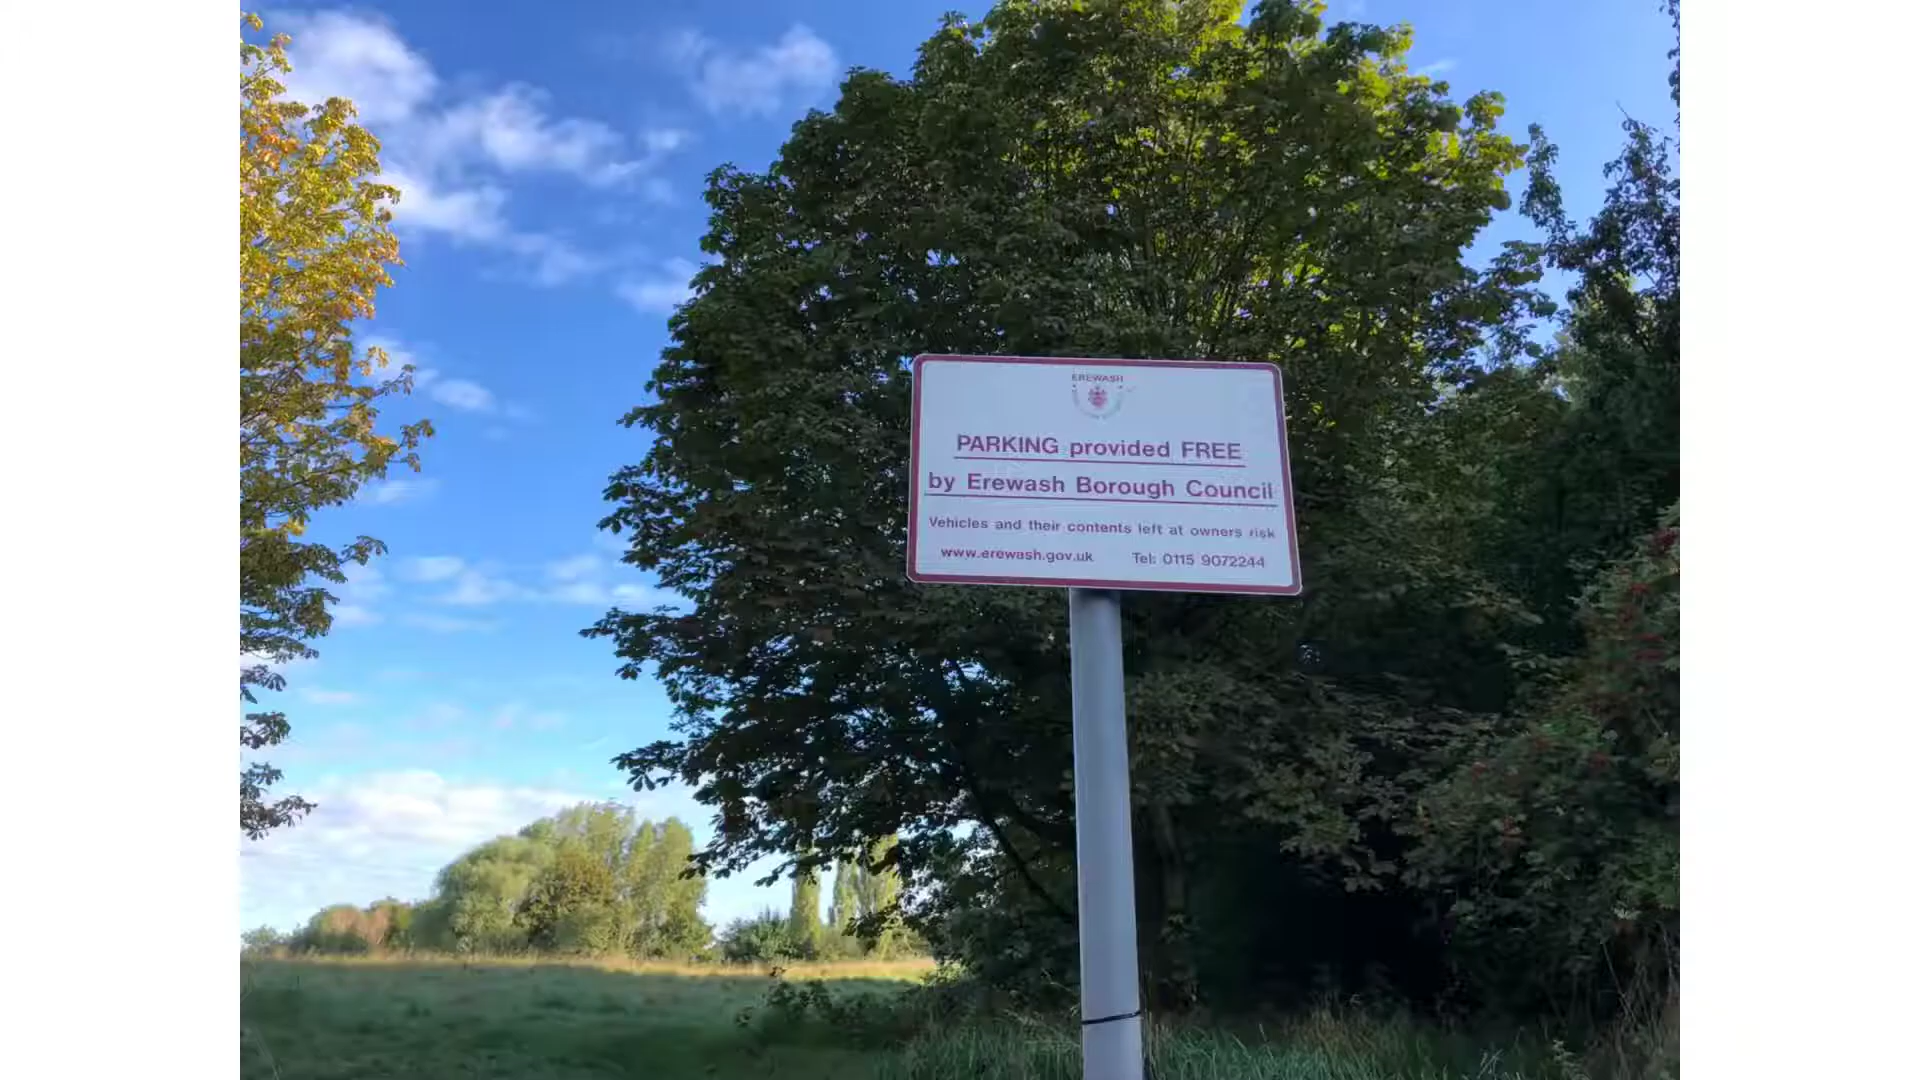 EREWASH
PARKING provided FREE
by Erewash Borough Council
Vehicles and their contents left at owners risk
www.erewash.gov.uk Tel: 0115 9072244